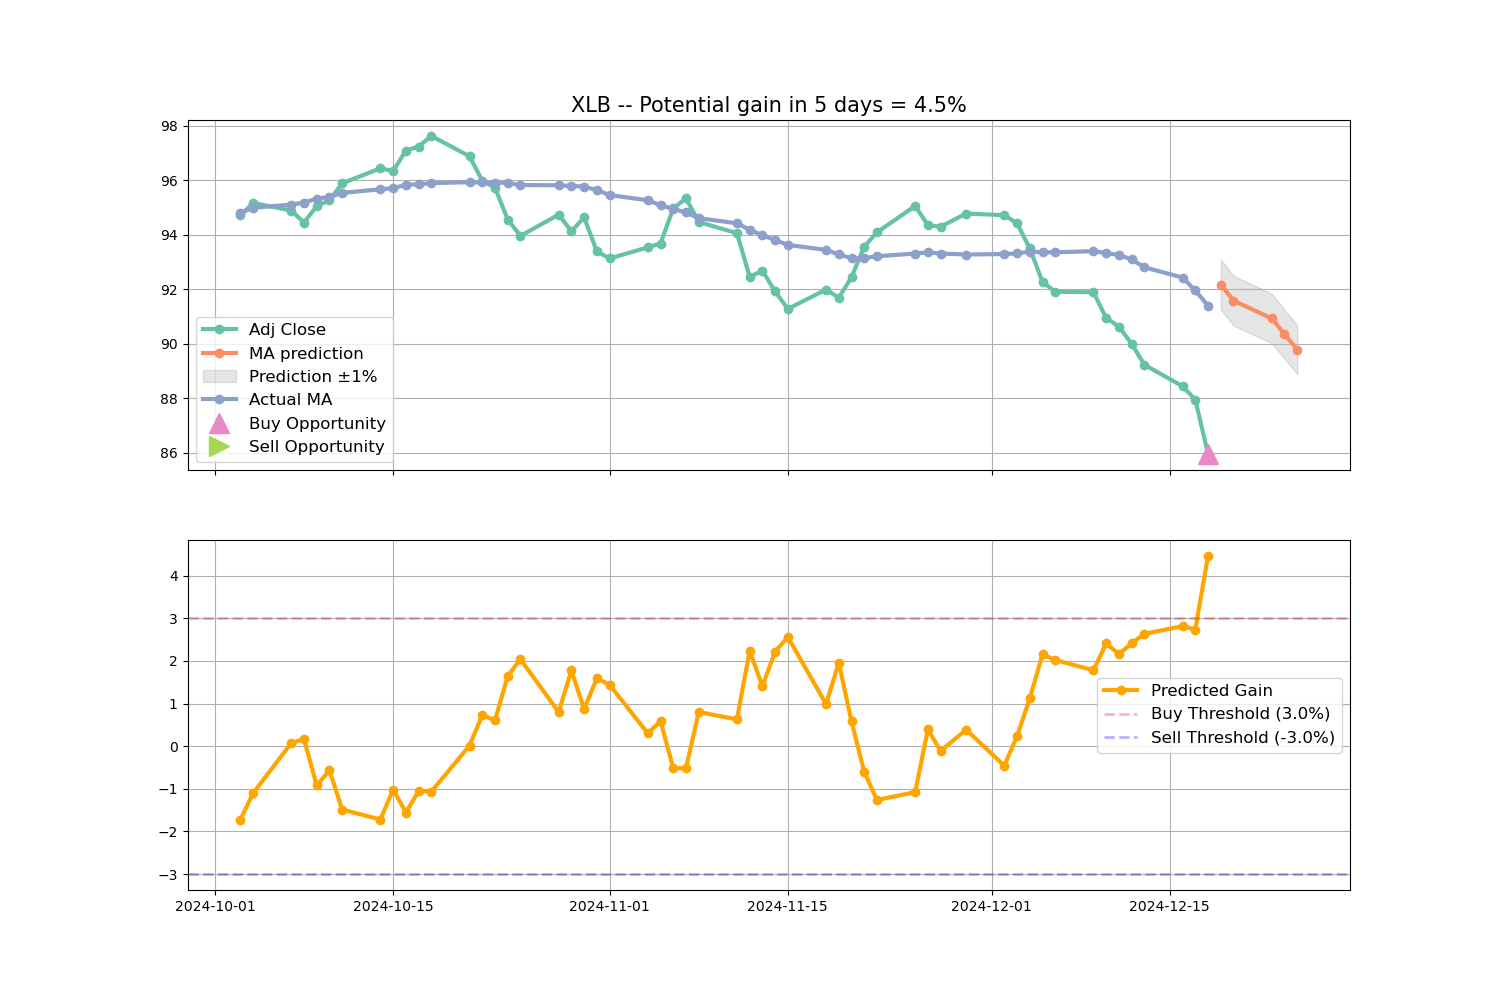 XLB -- Potential gain in 5 days = 4.5%
98
96
94
92
90
88
86
Adj Close
MA prediction
Prediction ±1%
Actual MA
Buy Opportunity
Sell Opportunity
4
3
2
1
0
−1
−2
−3
Predicted Gain
Buy Threshold (3.0%)
Sell Threshold (-3.0%)
2024-10-01 2024-10-15 2024-11-01 2024-11-15 2024-12-01 2024-12-15